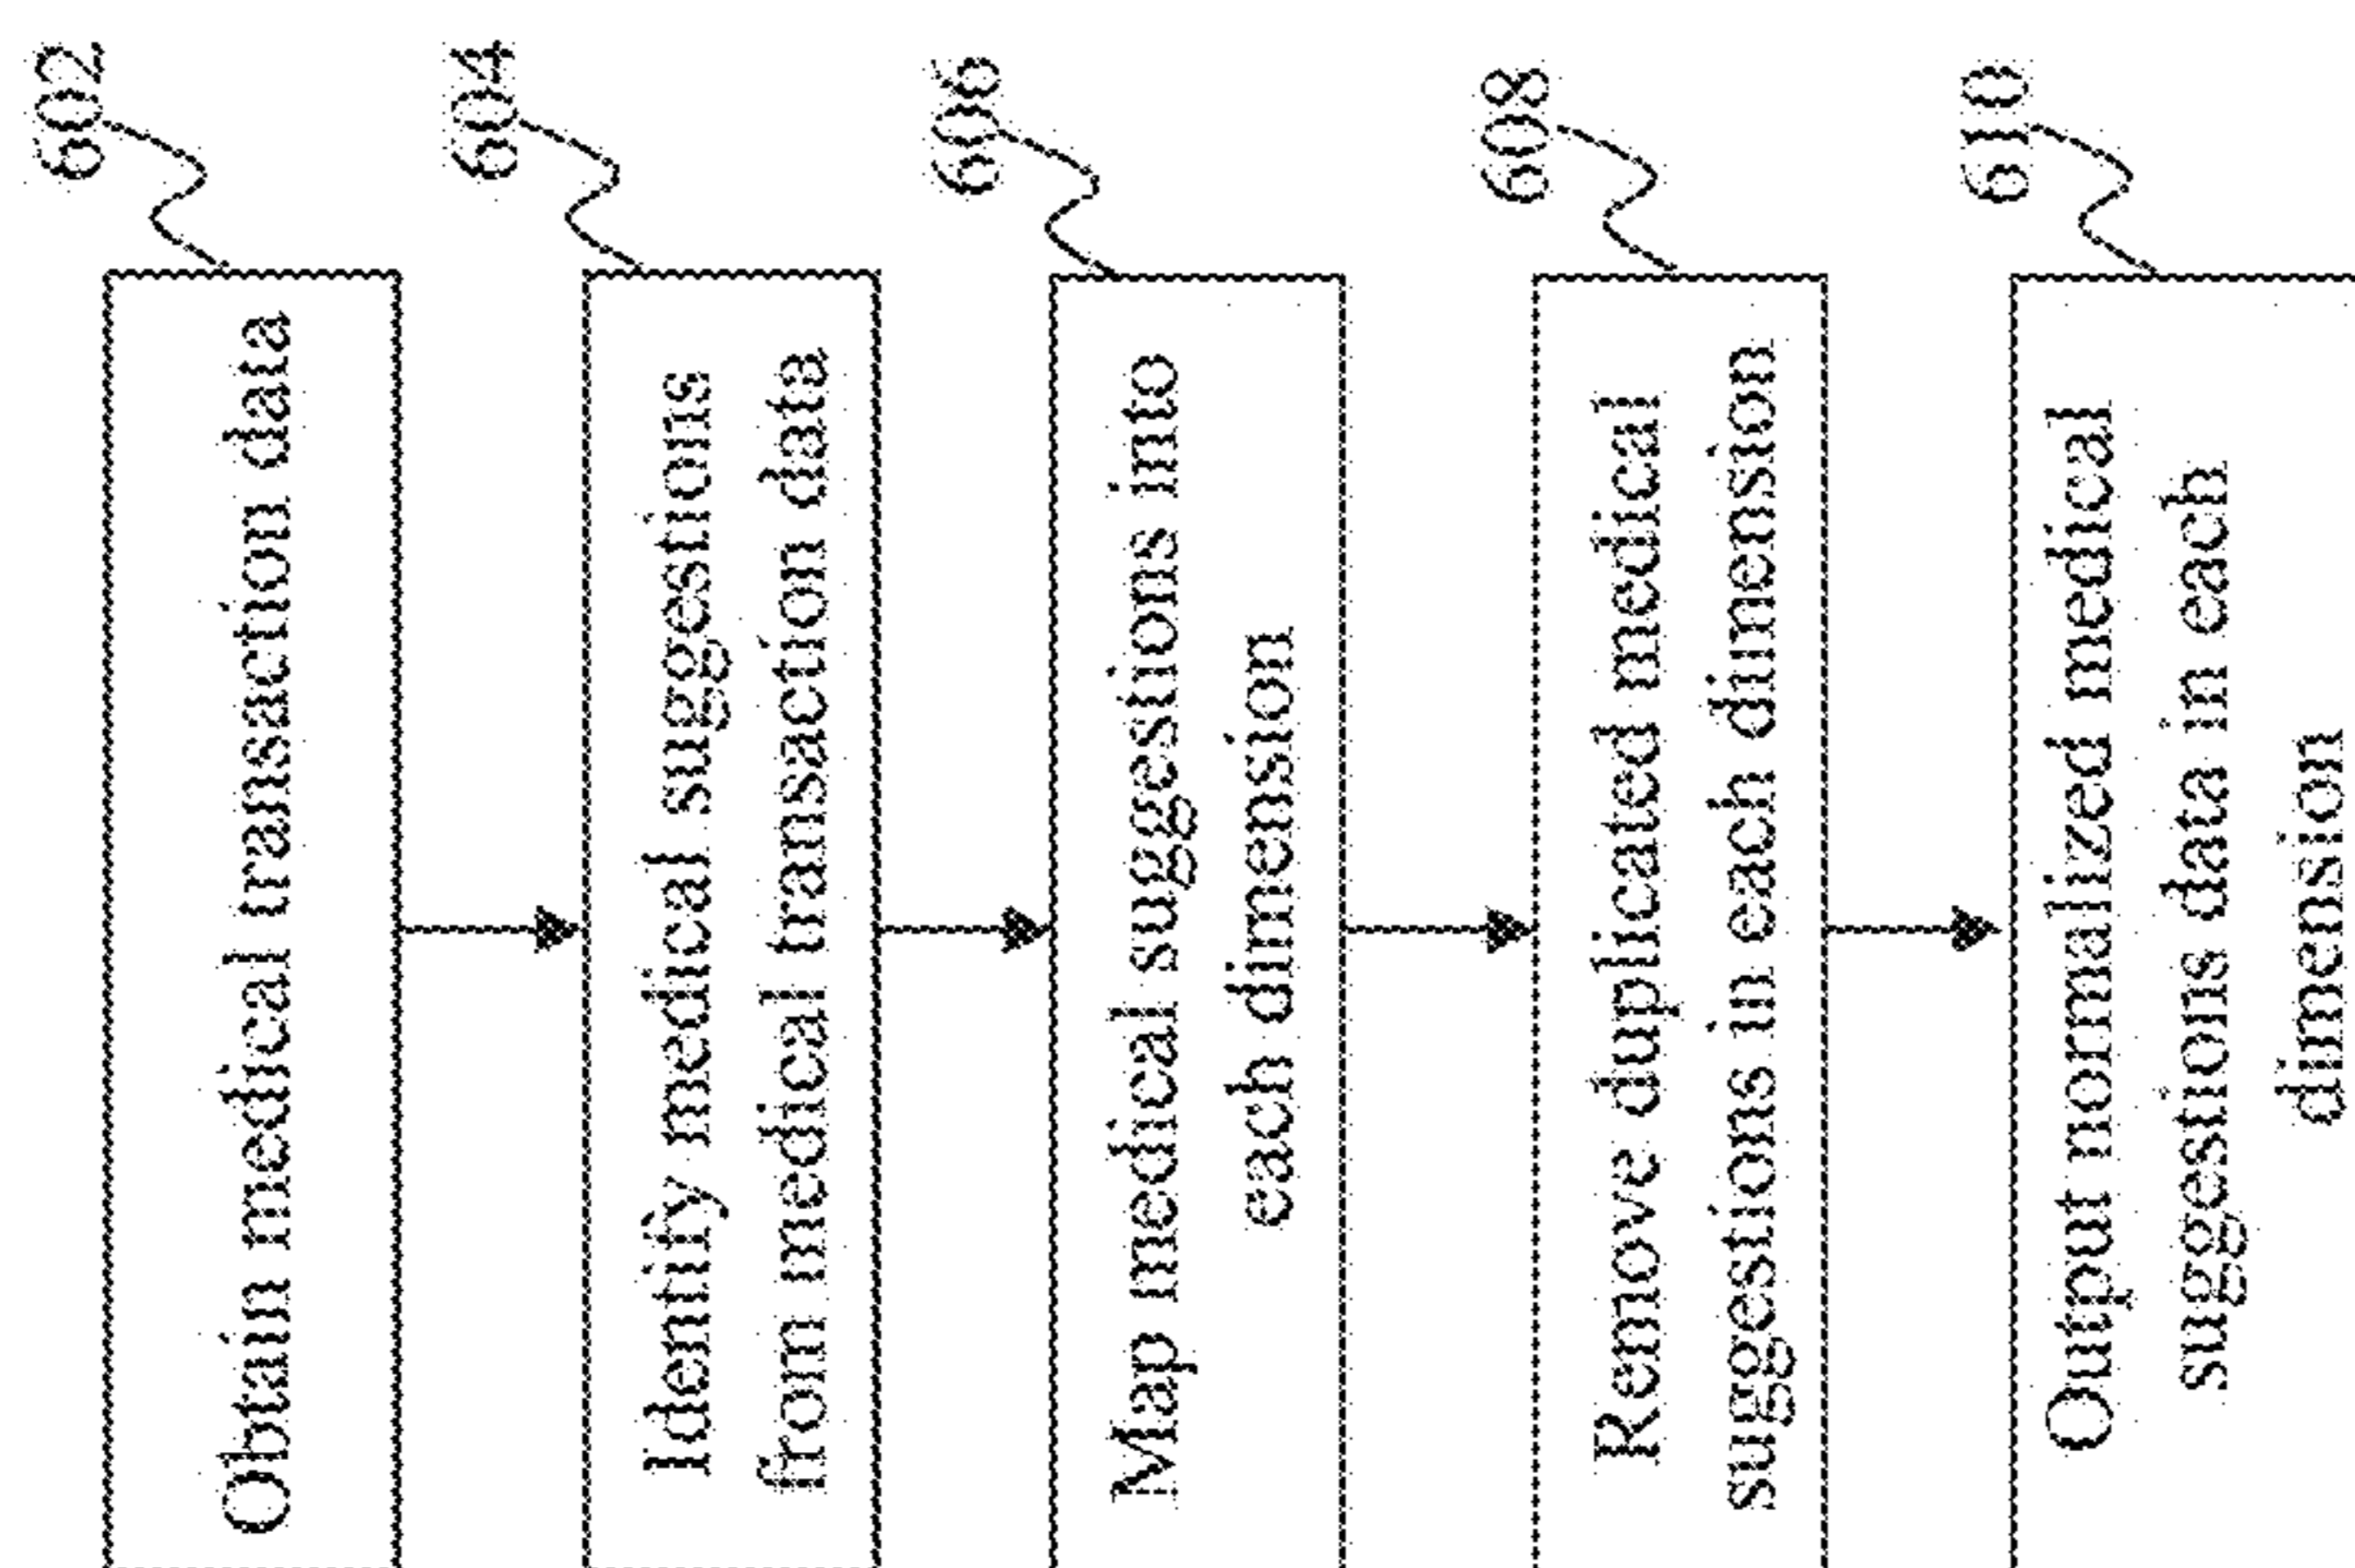 602
Obtain medical transaction data
604
Identify medical suggestions
from medical transaction data
606
Map medical suggestions into
each dimension
608
Remove duplicated medical
suggestions in each dimension
610
Output normalized medical
suggestions data in each
dimension